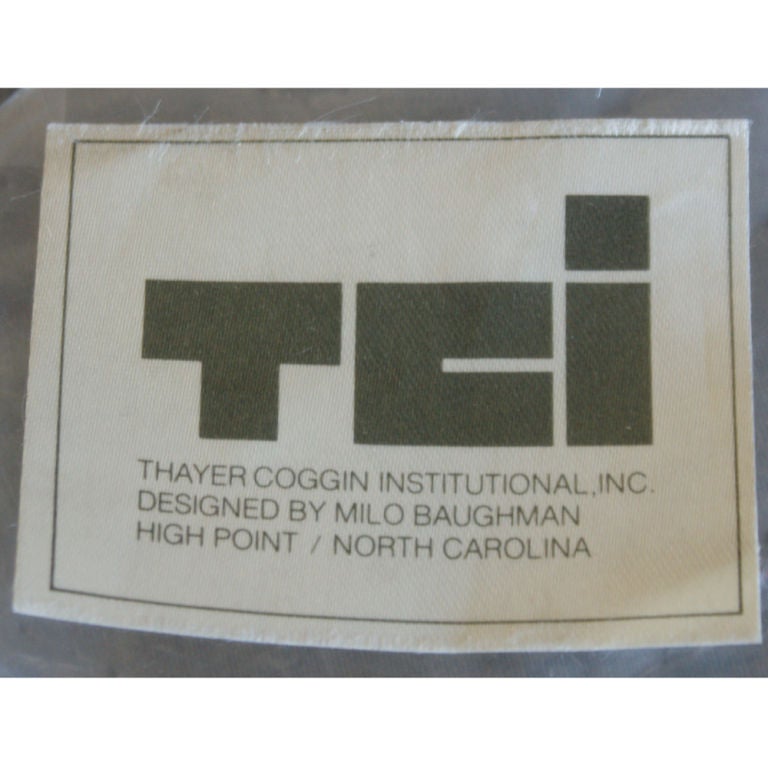 TCi
THAYER COGGIN INSTITUTIONAL, INC.
DESIGNED BY MILO BAUGHMAN
HIGH POINT / NORTH CAROLINA